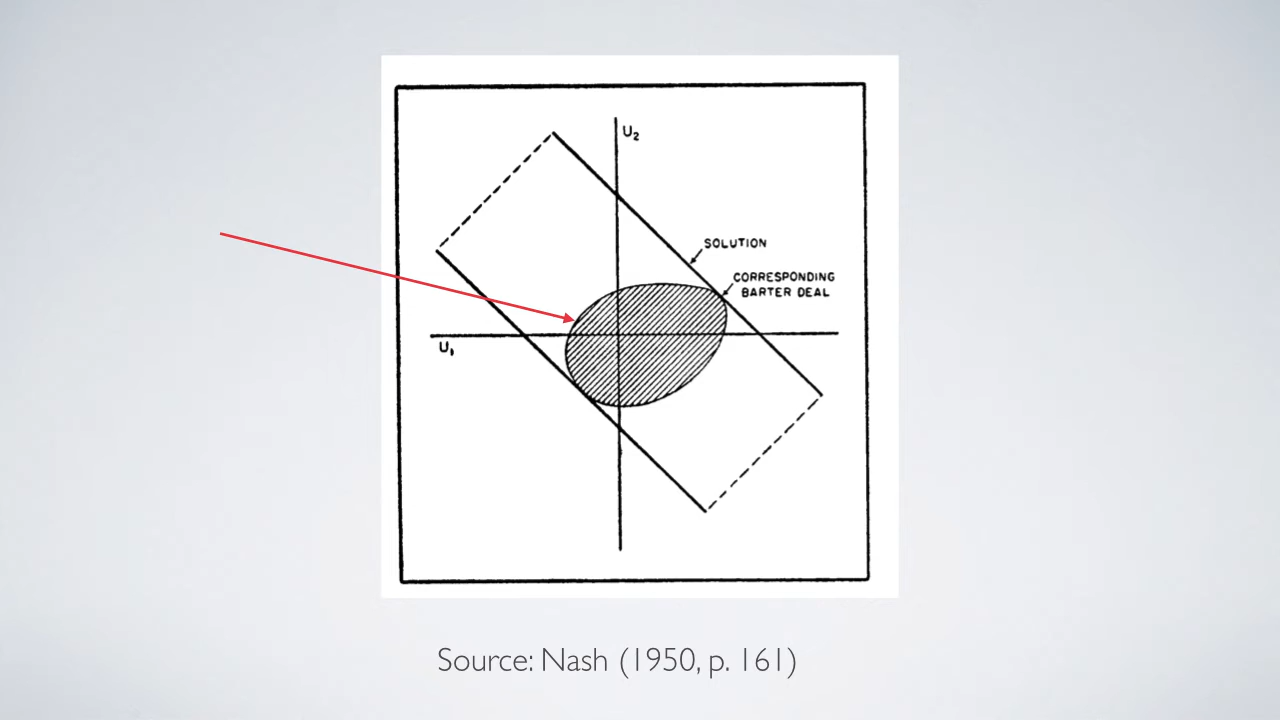 U₂
SOLUTION
CORRESPONDING
BARTER DEAL
U₁
Source: Nash (1950, p. 161)